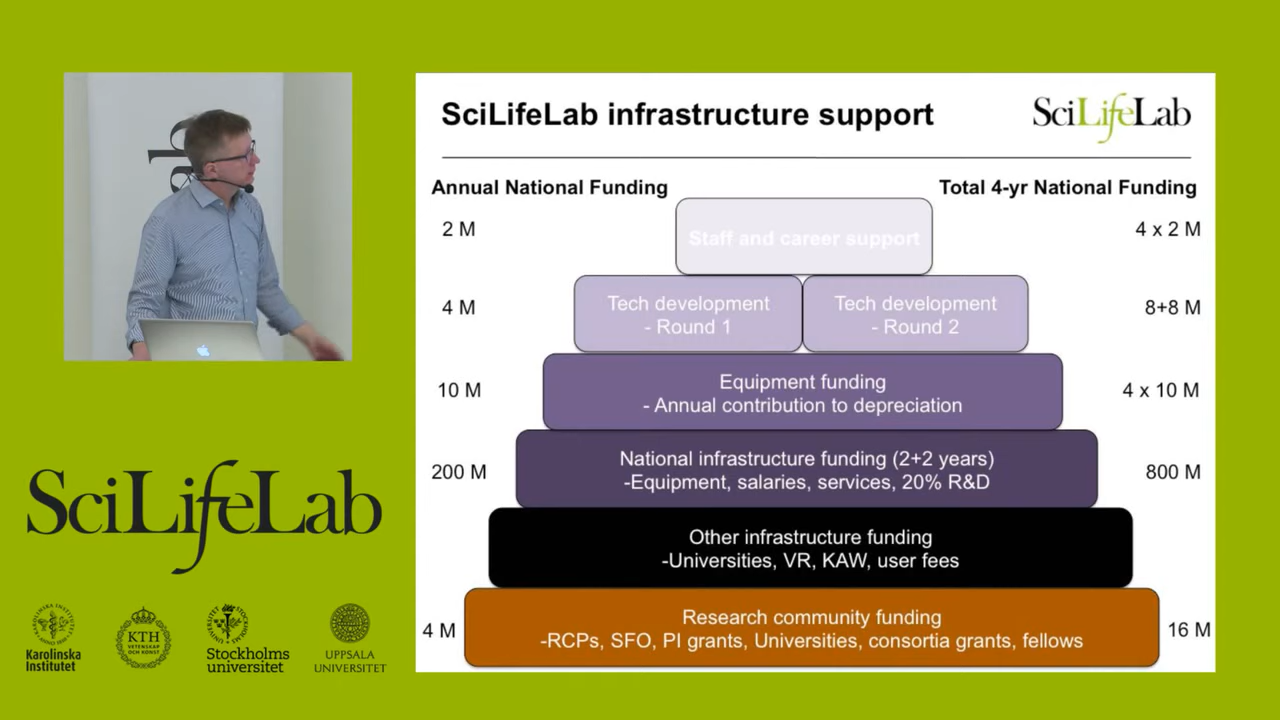 SciLifeLab infrastructure support
SciLifeLab
Annual National Funding
Total 4-yr National Funding
2 M
Staff and career support
4 x 2 M
4 M
Tech development
- Round 1
Tech development
- Round 2
8+8 M
10 M
Equipment funding
- Annual contribution to depreciation
4 x 10 M
200 M
National infrastructure funding (2+2 years)
-Equipment, salaries, services, 20% R&D
800 M
Other infrastructure funding
-Universities, VR, KAW, user fees
4 M
Research community funding
-RCPs, SFO, PI grants, Universities, consortia grants, fellows
16 M
SciLifeLab
Karolinska
Institutet
KTH
VETENSKAP
OCH KONST
Stockholms
universitet
UPPSALA
UNIVERSITET